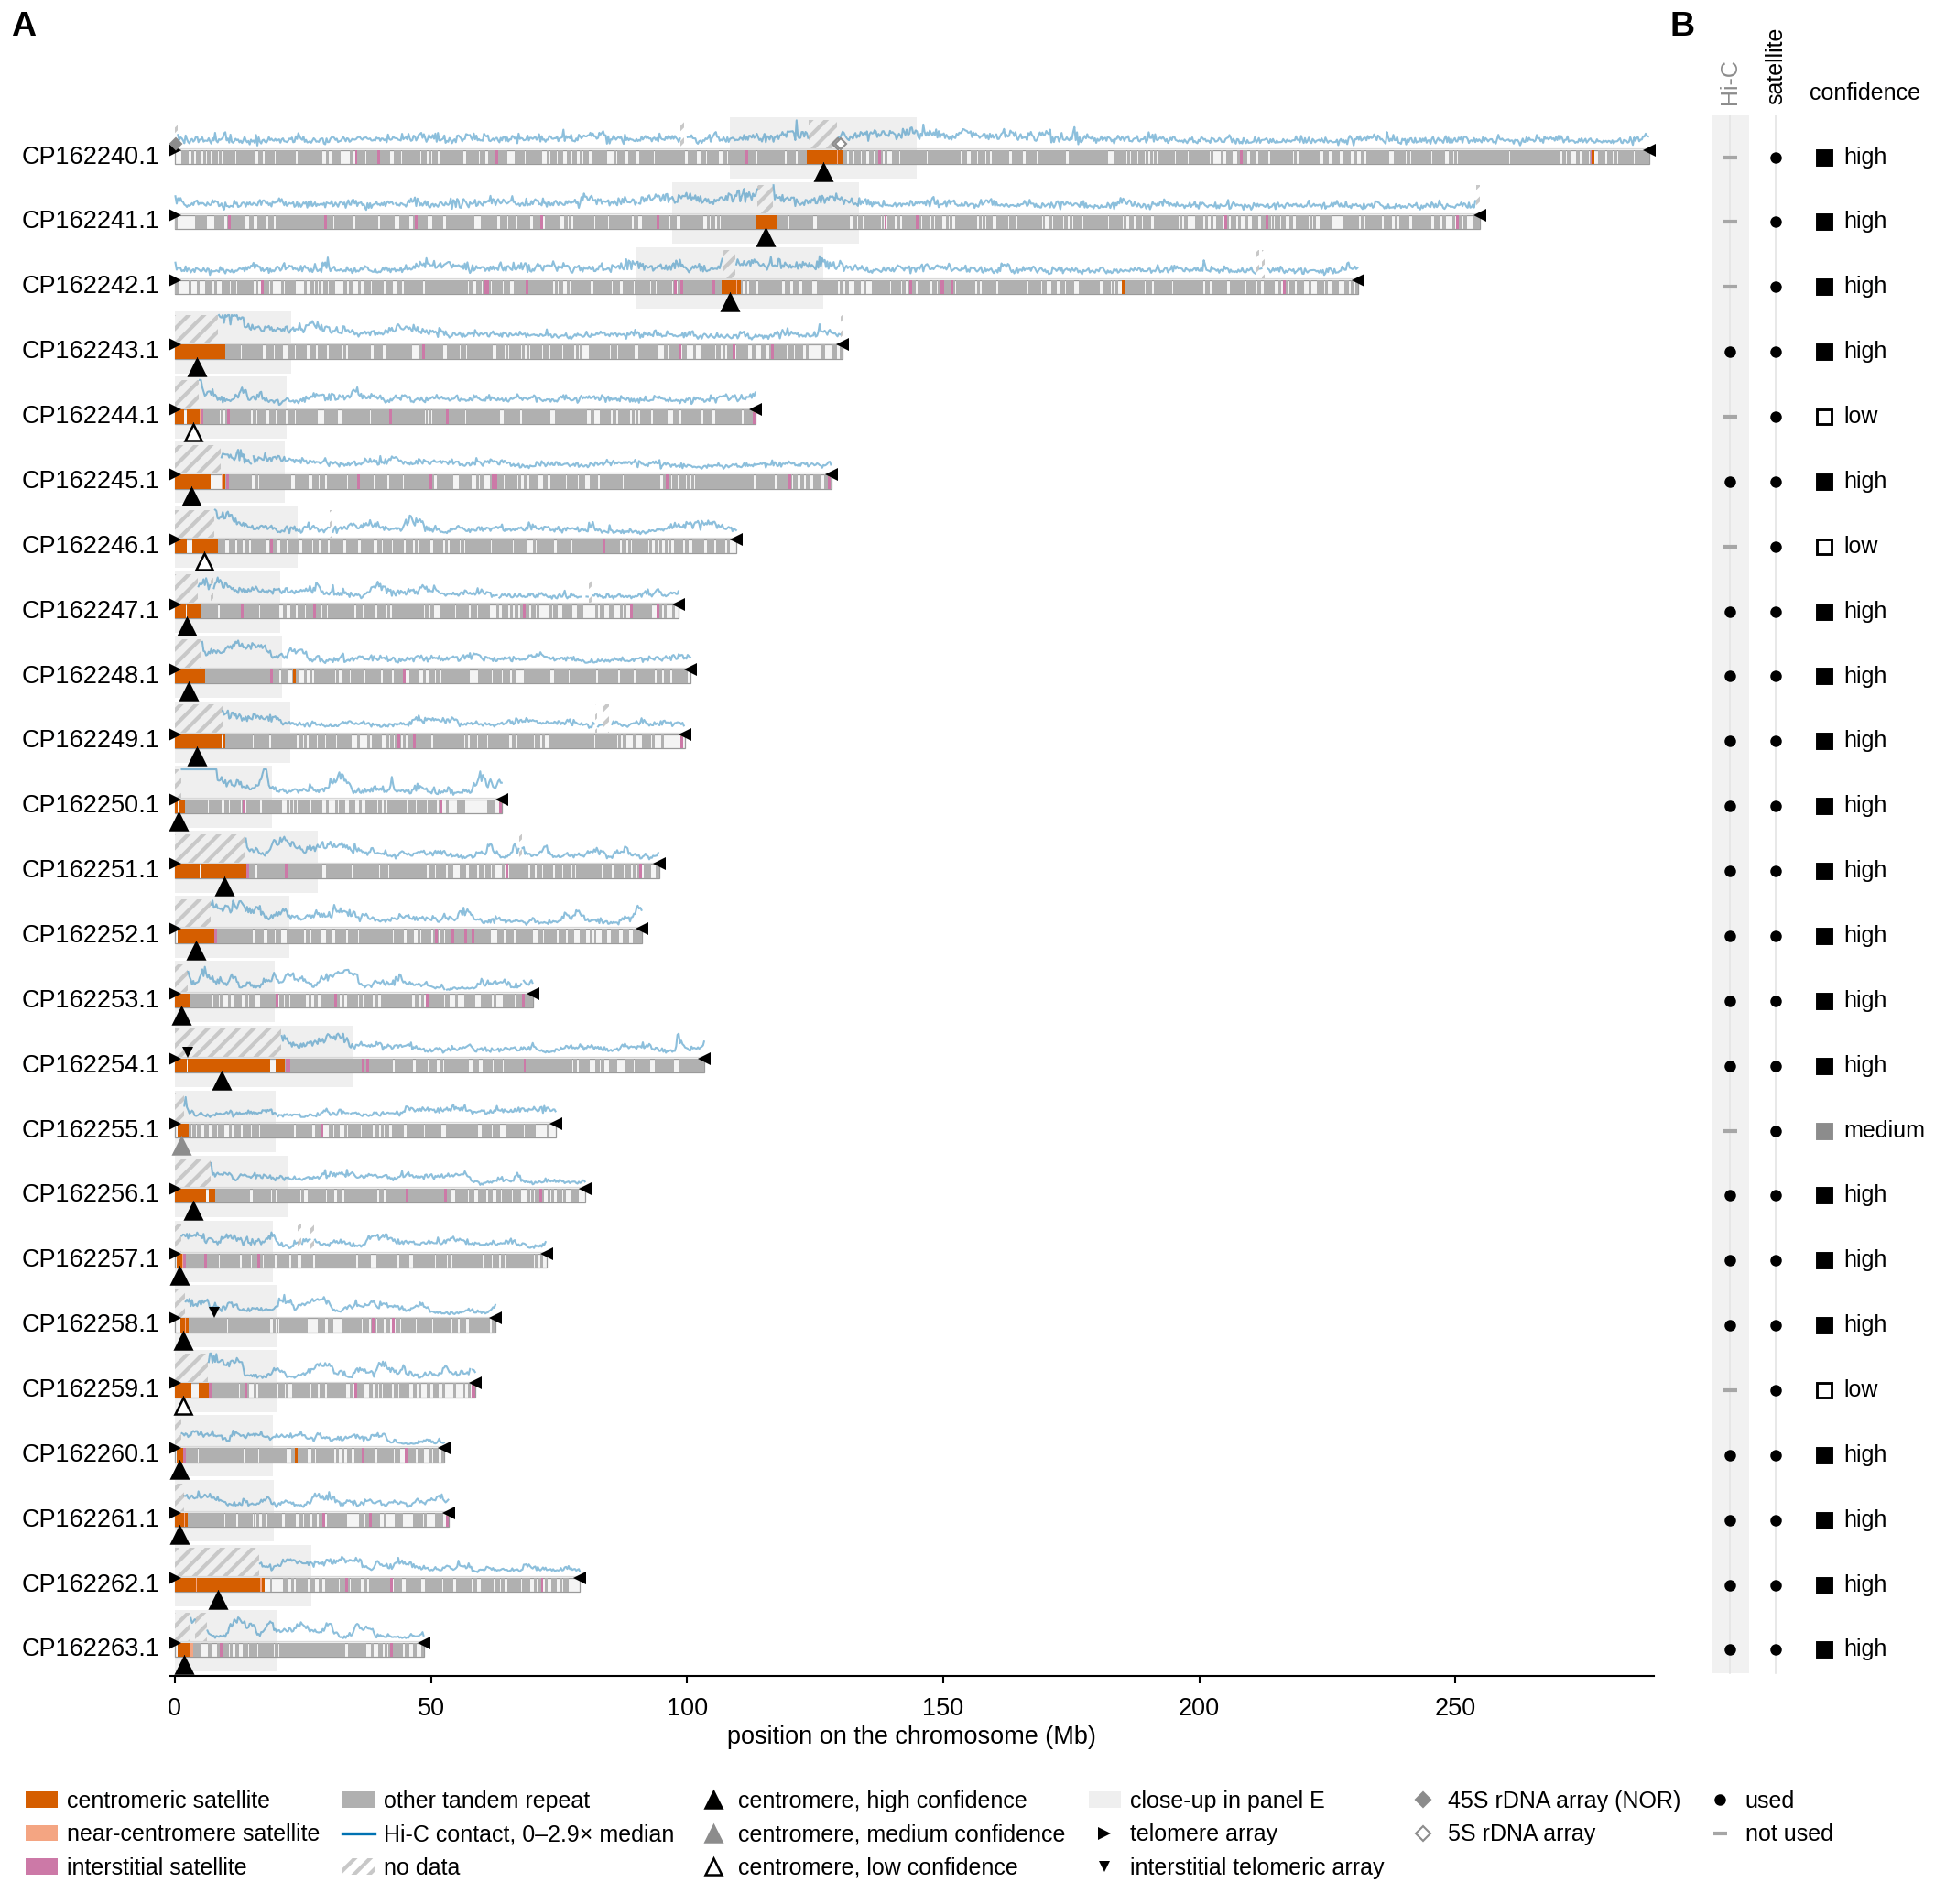 A
B
Hi-C
satellite
confidence
CP162240.1
high
CP162241.1
high
CP162242.1
high
CP162243.1
high
CP162244.1
low
CP162245.1
high
CP162246.1
low
CP162247.1
high
CP162248.1
high
CP162249.1
high
CP162250.1
high
CP162251.1
high
CP162252.1
high
CP162253.1
high
CP162254.1
high
CP162255.1
medium
CP162256.1
high
CP162257.1
high
CP162258.1
high
CP162259.1
low
CP162260.1
high
CP162261.1
high
CP162262.1
high
CP162263.1
high
0 50 100 150 200 250
position on the chromosome (Mb)
centromeric satellite
near-centromere satellite
interstitial satellite
other tandem repeat
Hi-C contact, 0–2.9× median
no data
centromere, high confidence
centromere, medium confidence
centromere, low confidence
close-up in panel E
telomere array
interstitial telomeric array
45S rDNA array (NOR)
5S rDNA array
used
not used